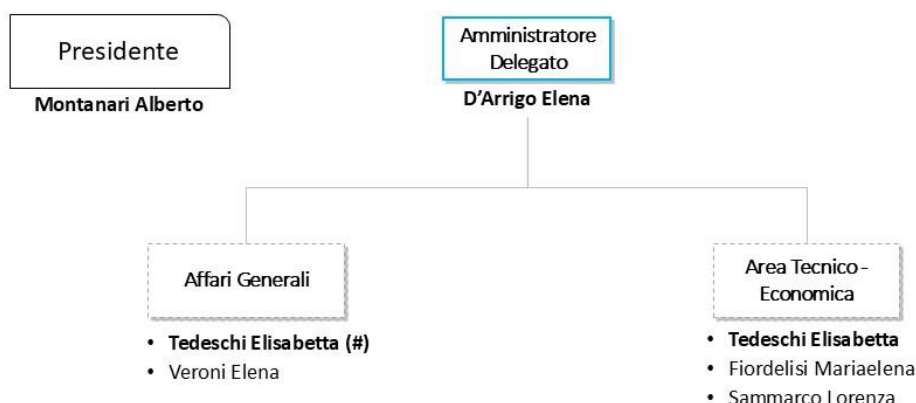 Presidente
Montanari Alberto
Amministratore
Delegato
D'Arrigo Elena
Affari Generali
• Tedeschi Elisabetta (#)
• Veroni Elena
Area Tecnico -
Economica
• Tedeschi Elisabetta
• Fiordelisi Mariaelena
• Sammarco Lorenza